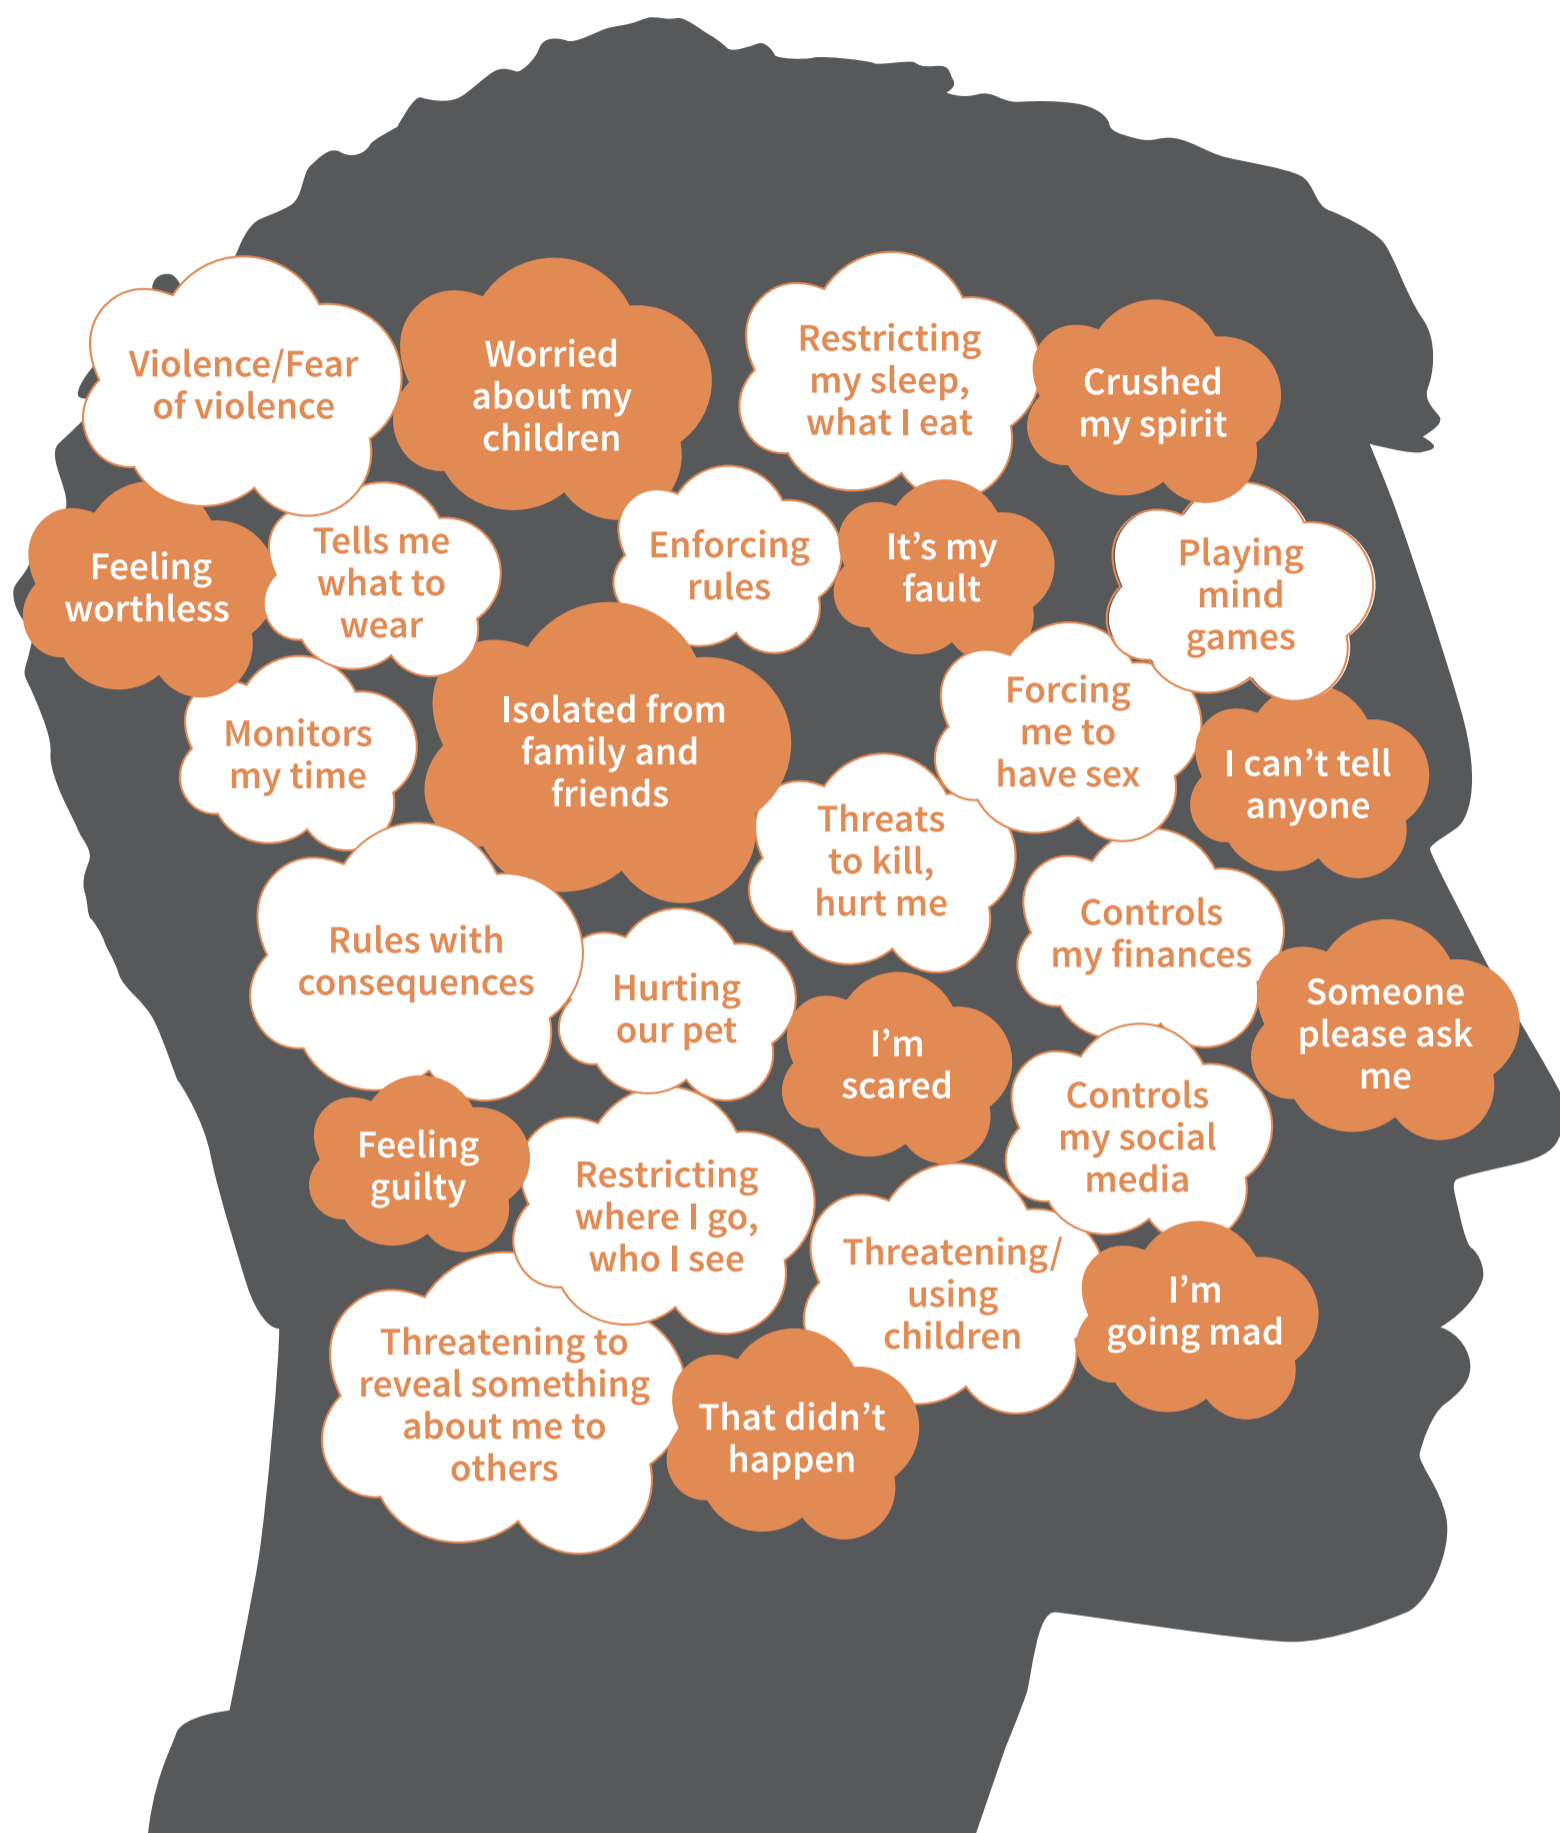 Violence/Fear
of violence
Worried
about my
children
Restricting
my sleep,
what I eat
Crushed
my spirit
Feeling
worthless
Tells me
what to
wear
Enforcing
rules
It’s my
fault
Playing
mind
games
Monitors
my time
Isolated from
family and
friends
Forcing
me to
have sex
I can’t tell
anyone
Threats
to kill,
hurt me
Rules with
consequences
Hurting
our pet
Controls
my finances
Someone
please ask
me
I’m
scared
Controls
my social
media
Feeling
guilty
Restricting
where I go,
who I see
Threatening/
using
children
I’m
going mad
Threatening to
reveal something
about me to
others
That didn’t
happen